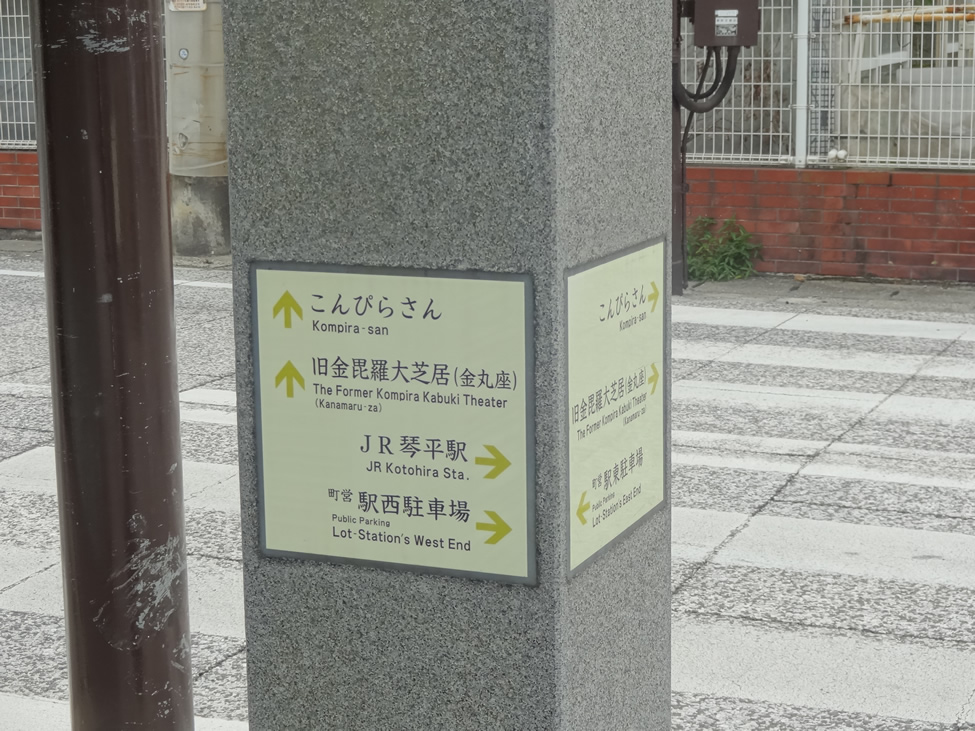 こんぴらさん
Kompira-san
旧金毘羅大芝居(金丸座)
The Former Kompira Kabuki Theater
(Kanamaru-za)
JR琴平駅
JR Kotohira Sta.
町営 駅西駐車場
Public Parking
Lot-Station's West End
こんぴらさん
Kompira-san
旧金毘羅大芝居(金丸座)
The Former Kompira Kabuki Theater
(Kanamaru-za)
町営 駅東駐車場
Public Parking
Lot-Station's East End